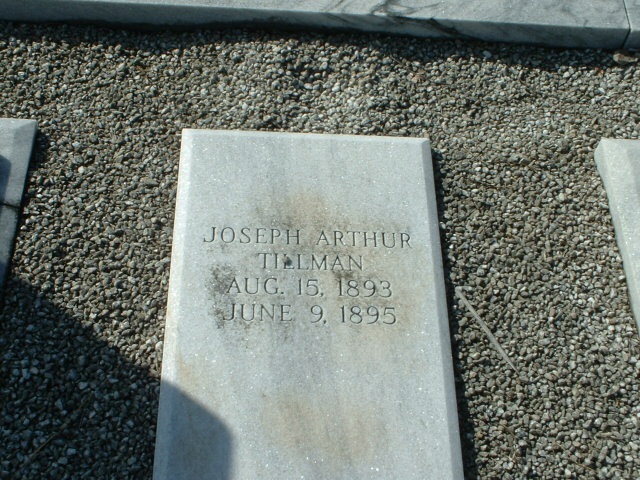 JOSEPH ARTHUR
TILLMAN
AUG. 15, 1893
JUNE 9, 1895